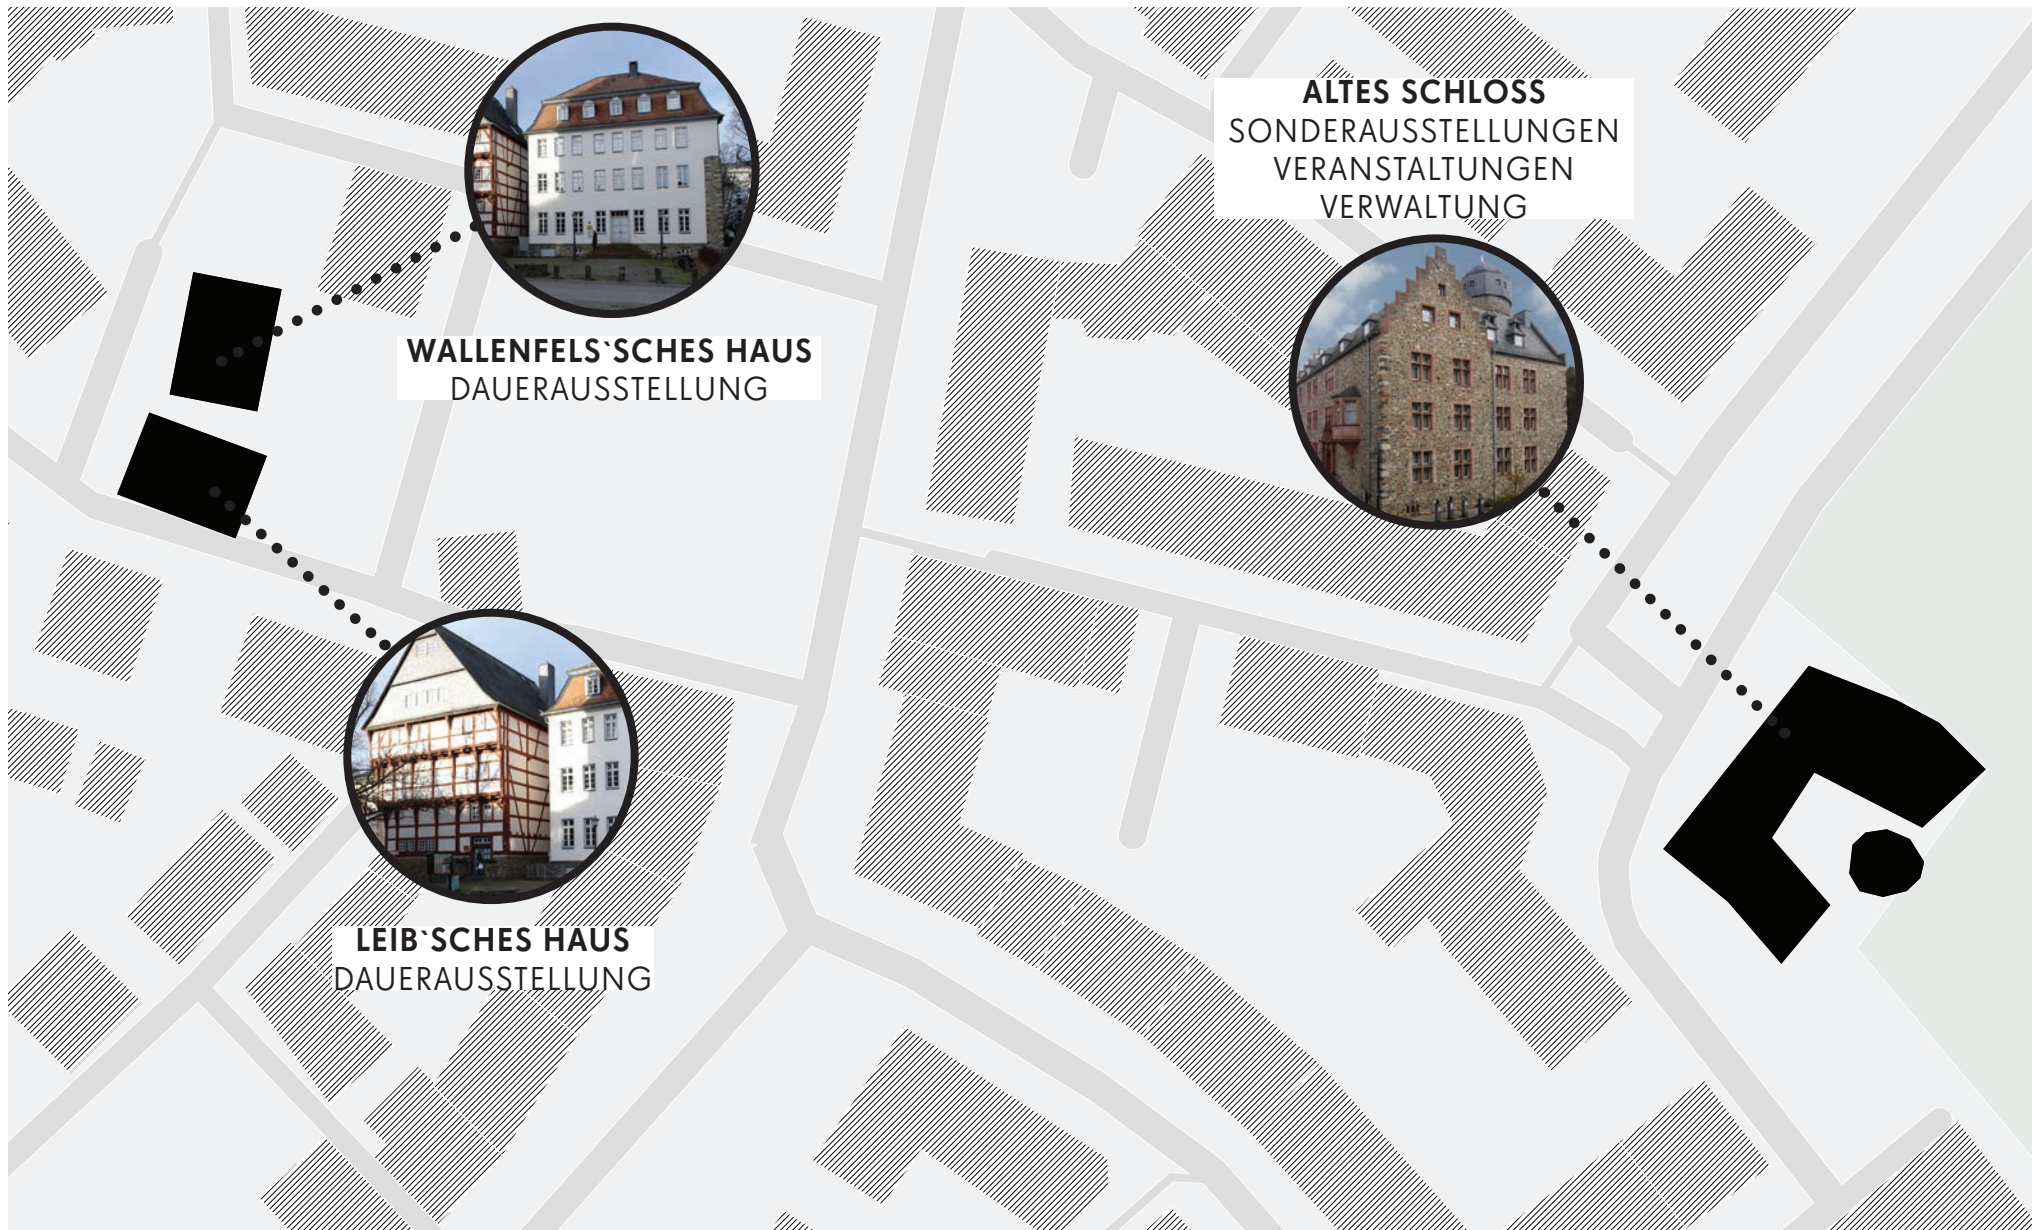 ALTES SCHLOSS
SONDERAUSSTELLUNGEN
VERANSTALTUNGEN
VERWALTUNG
WALLENFELS`SCHES HAUS
DAUERAUSSTELLUNG
LEIB`SCHES HAUS
DAUERAUSSTELLUNG